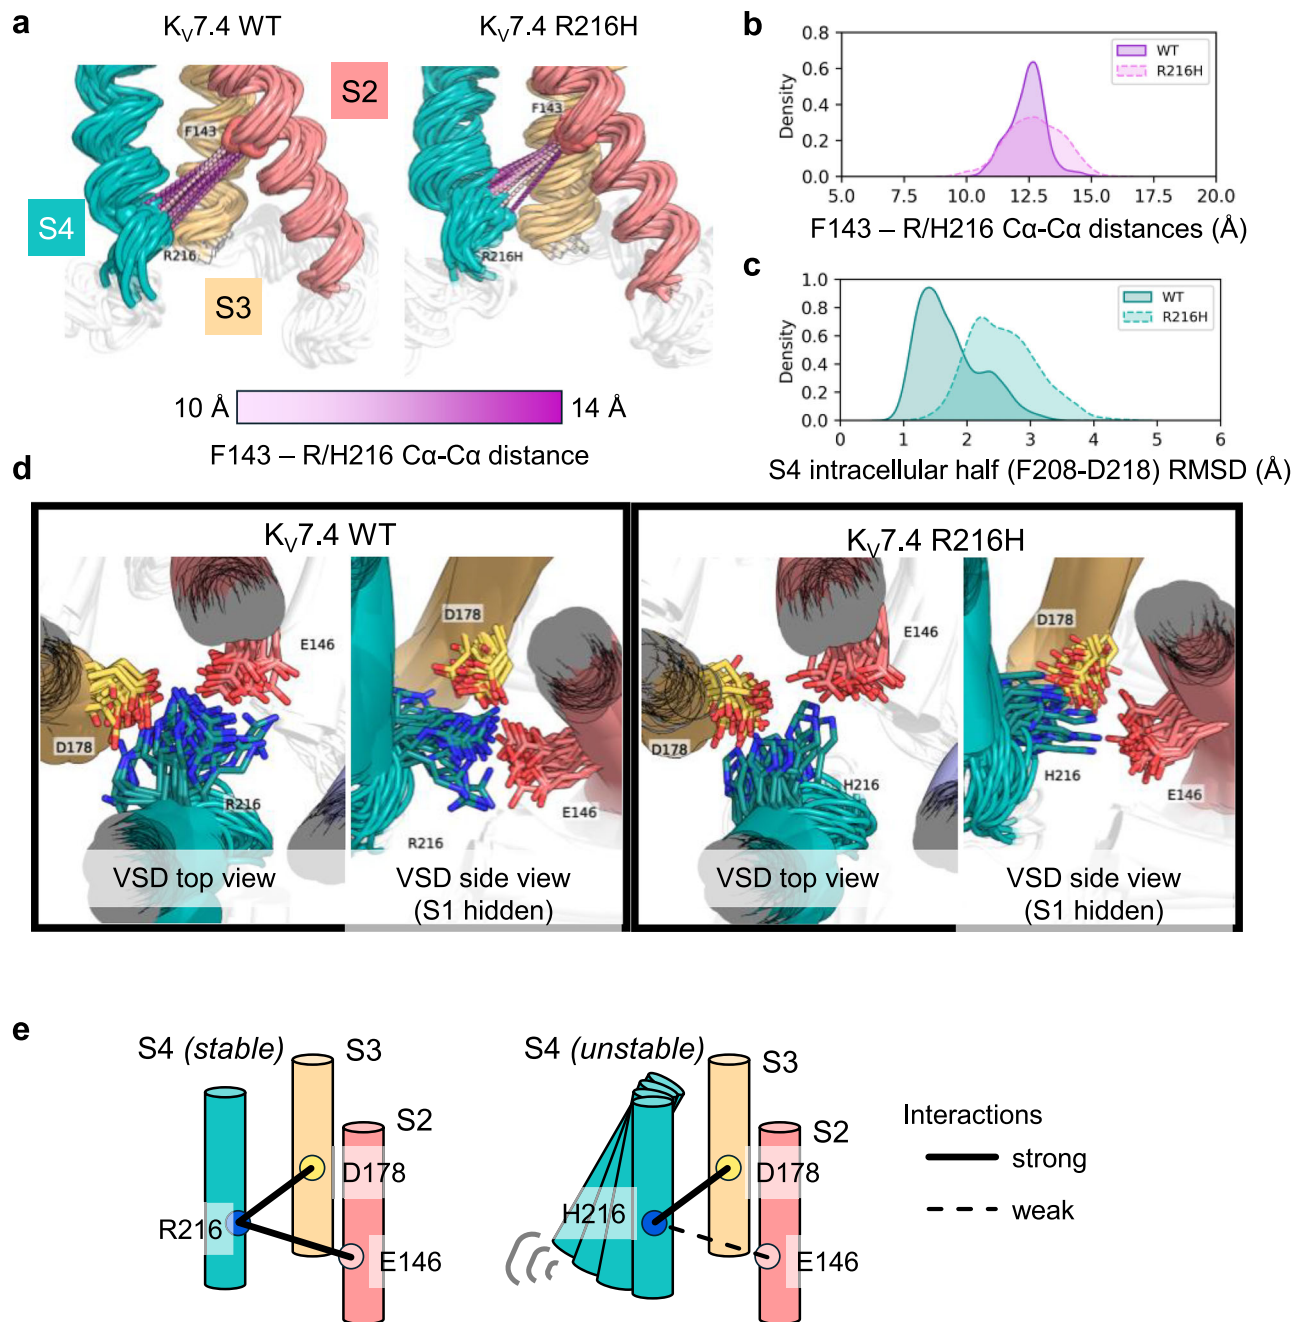 a
K_V7.4 WT
K_V7.4 R216H
S2
F143
F143
S4
R216
R216H
S3
10 Å
14 Å
F143 – R/H216 Cα-Cα distance
b
0.8
0.6
0.4
0.2
0.0
Density
WT
R216H
5.0 7.5 10.0 12.5 15.0 17.5 20.0
F143 – R/H216 Cα-Cα distances (Å)
c
1.0
0.8
0.6
0.4
0.2
0.0
Density
WT
R216H
0 1 2 3 4 5 6
S4 intracellular half (F208-D218) RMSD (Å)
d
K_V7.4 WT
E146
D178
R216
VSD top view
D178
E146
R216
VSD side view
(S1 hidden)
K_V7.4 R216H
E146
D178
H216
VSD top view
D178
H216
E146
VSD side view
(S1 hidden)
e
S4 (stable)
S3
S2
D178
R216
E146
S4 (unstable)
S3
S2
D178
H216
E146
Interactions
strong
weak